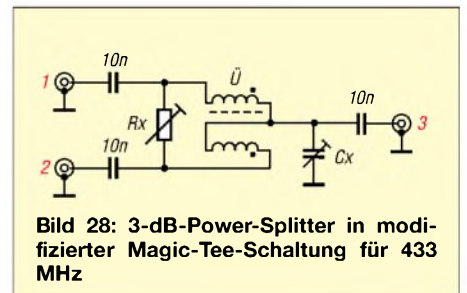 10n
1
Ü
10n
3
Rx
10n
2
Cx
Bild 28: 3-dB-Power-Splitter in modi-
fizierter Magic-Tee-Schaltung für 433
MHz